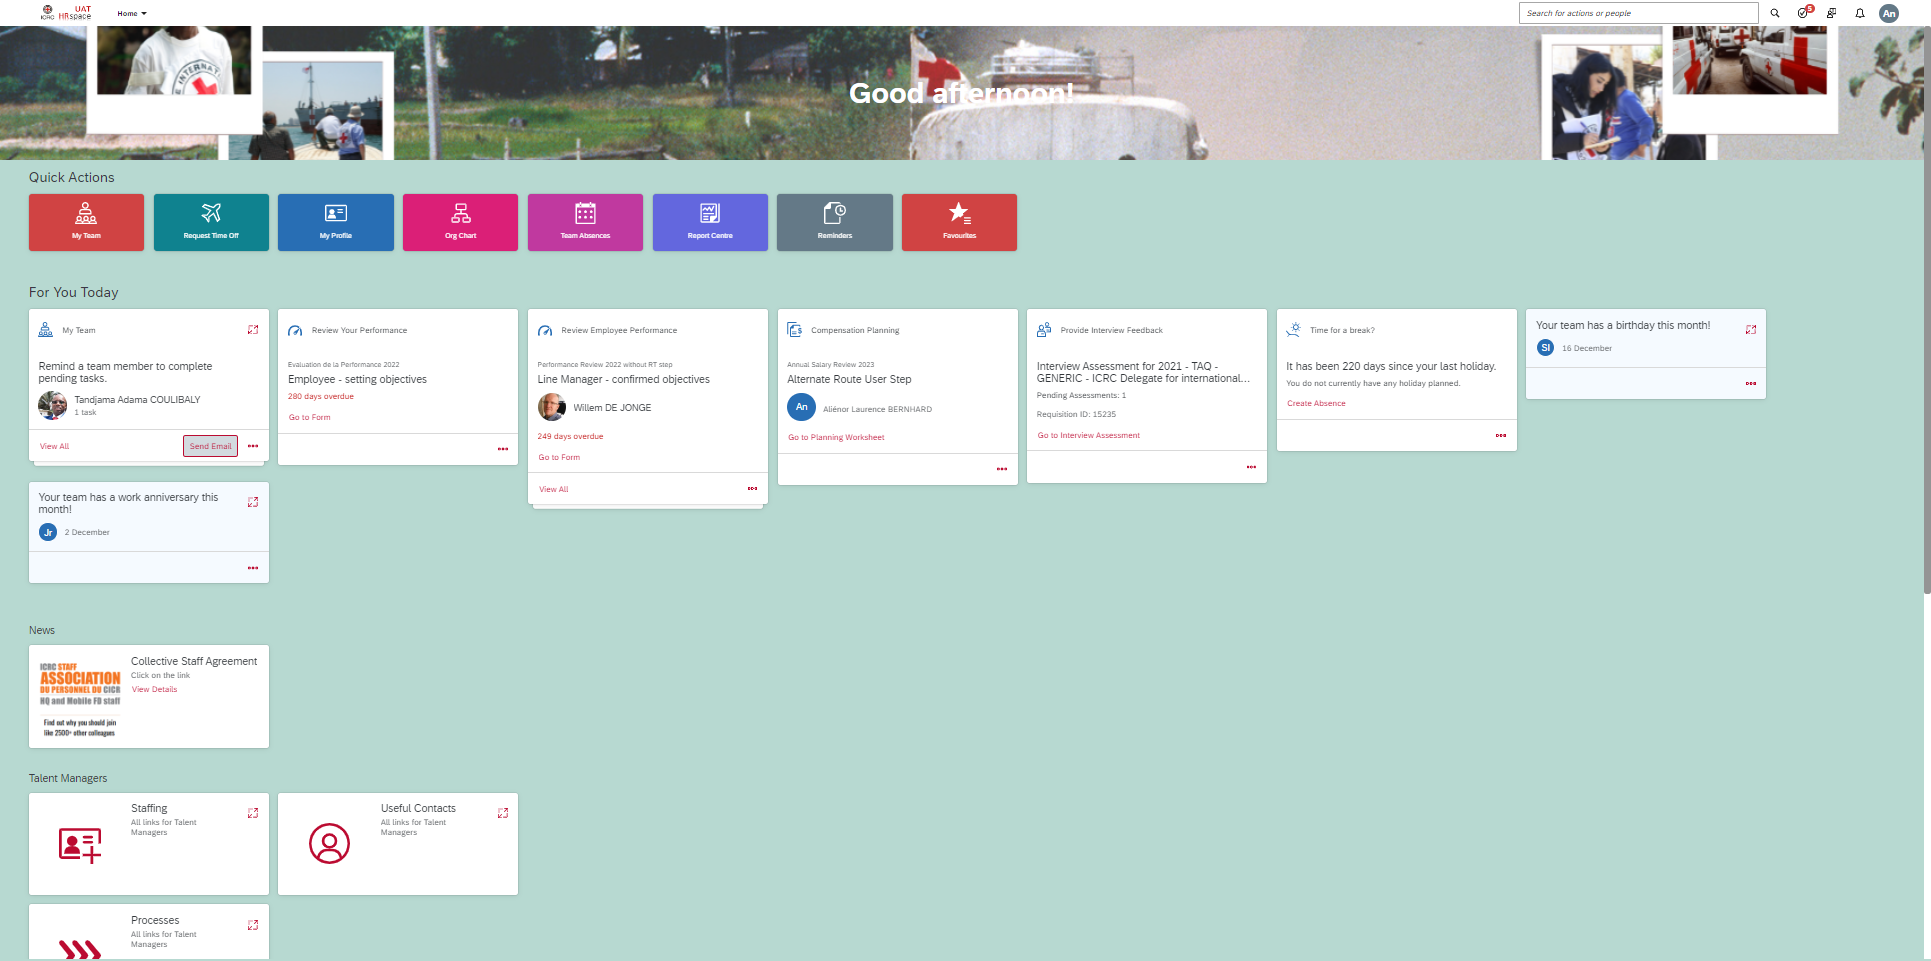 ICRC
UAT
HRspace
Home
Search for actions or people
5
An
INTERNAT
Good afternoon!
Quick Actions
My Team
Request Time Off
My Profile
Org Chart
Team Absences
Report Centre
Reminders
Favourites
For You Today
My Team
Remind a team member to complete
pending tasks.
Tandjama Adama COULIBALY
1 task
View All
Send Email
Review Your Performance
Evaluation de la Performance 2022
Employee - setting objectives
280 days overdue
Go to Form
Review Employee Performance
Performance Review 2022 without RT step
Line Manager - confirmed objectives
Willem DE JONGE
249 days overdue
Go to Form
View All
Compensation Planning
Annual Salary Review 2023
Alternate Route User Step
An
Aliénor Laurence BERNHARD
Go to Planning Worksheet
Provide Interview Feedback
Interview Assessment for 2021 - TAQ -
GENERIC - ICRC Delegate for international...
Pending Assessments: 1
Requisition ID: 15235
Go to Interview Assessment
Time for a break?
It has been 220 days since your last holiday.
You do not currently have any holiday planned.
Create Absence
Your team has a birthday this month!
SI
16 December
Your team has a work anniversary this
month!
Jr
2 December
News
ICRC STAFF
ASSOCIATION
DU PERSONNEL DU CICR
HQ and Mobile FD staff
Find out why you should join
like 2500+ other colleagues
Collective Staff Agreement
Click on the link
View Details
Talent Managers
Staffing
All links for Talent
Managers
Useful Contacts
All links for Talent
Managers
Processes
All links for Talent
Managers